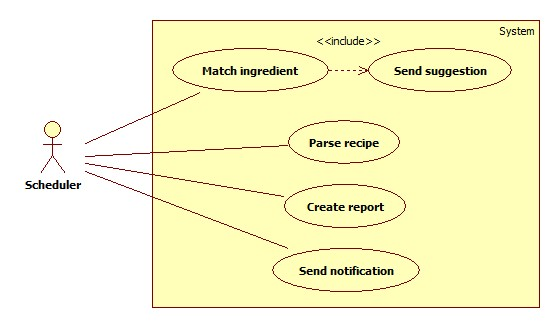 System
<<include>>
Match ingredient
Send suggestion
Parse recipe
Scheduler
Create report
Send notification